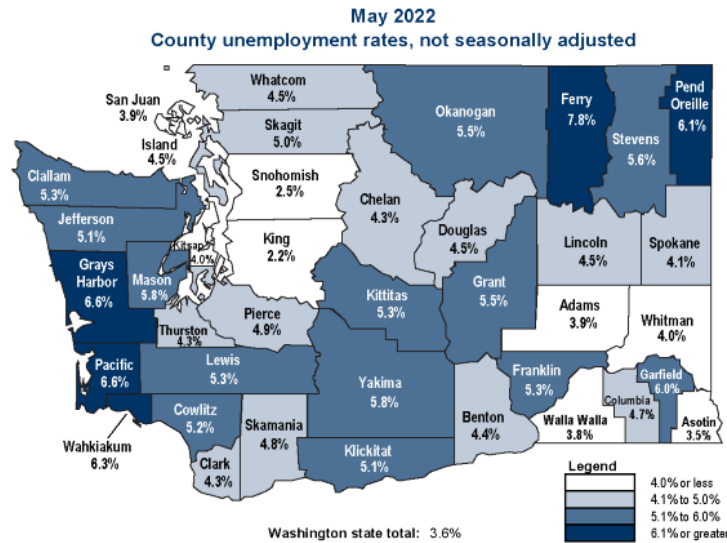 May 2022
County unemployment rates, not seasonally adjusted
Whatcom
4.5%
San Juan
3.9%
Skagit
5.0%
Island
4.5%
Okanogan
5.5%
Ferry
7.8%
Pend
Oreille
6.1%
Stevens
5.6%
Clallam
5.3%
Snohomish
2.5%
Chelan
4.3%
Jefferson
5.1%
Kitsap
4.0%
King
2.2%
Douglas
4.5%
Lincoln
4.5%
Spokane
4.1%
Grays
Harbor
6.6%
Mason
5.8%
Kittitas
5.3%
Grant
5.5%
Adams
3.9%
Whitman
4.0%
Pierce
4.9%
Thurston
4.3%
Pacific
6.6%
Lewis
5.3%
Yakima
5.8%
Franklin
5.3%
Garfield
6.0%
Columbia
4.7%
Cowlitz
5.2%
Skamania
4.8%
Benton
4.4%
Walla Walla
3.8%
Asotin
3.5%
Wahkiakum
6.3%
Clark
4.3%
Klickitat
5.1%
Legend
4.0% or less
4.1% to 5.0%
5.1% to 6.0%
6.1% or greater
Washington state total: 3.6%